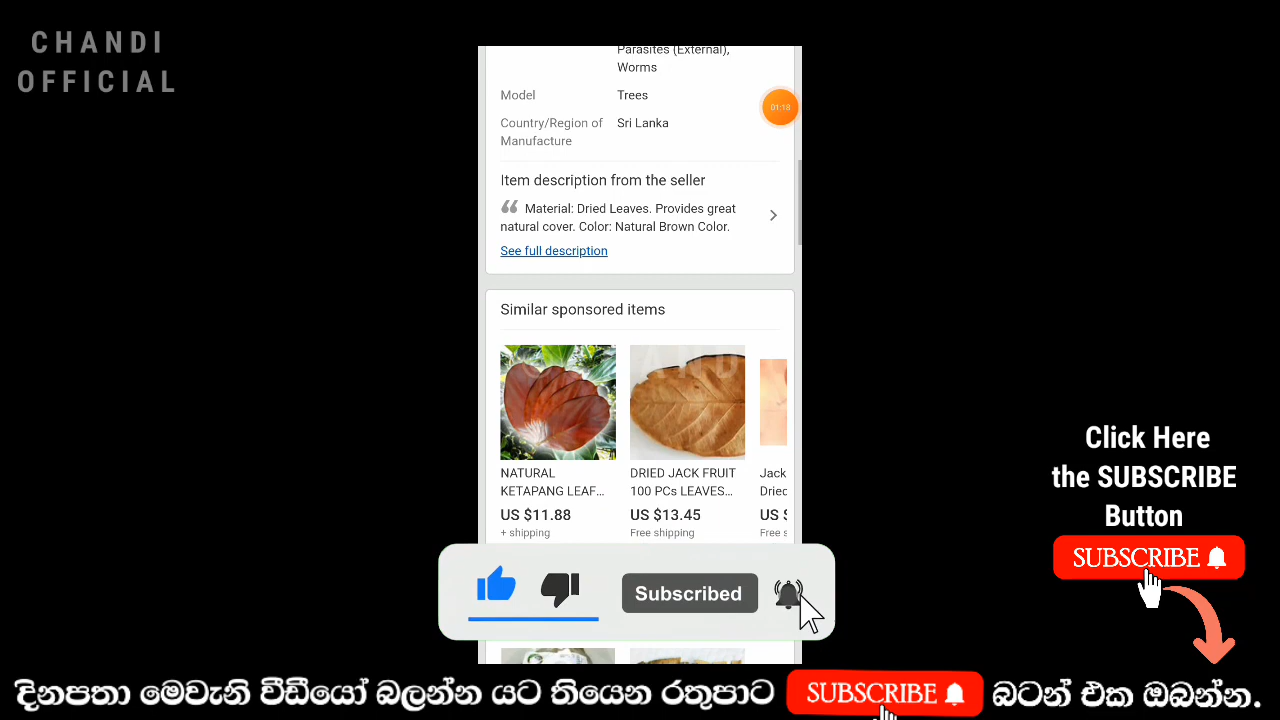 CHANDI
OFFICIAL
Parasites (External),
Worms
Model Trees
01:18
Country/Region of Sri Lanka
Manufacture
Item description from the seller
Material: Dried Leaves. Provides great
natural cover. Color: Natural Brown Color.
See full description
Similar sponsored items
NATURAL
KETAPANG LEAF...
US $11.88
+ shipping
DRIED JACK FRUIT
100 PCs LEAVES...
US $13.45
Free shipping
Jack
Dried
US $
Free s
Click Here
the SUBSCRIBE
Button
SUBSCRIBE
Subscribed
දිනපතා මෙවැනි වීඩියෝ බලන්න යට තියෙන රතුපාට SUBSCRIBE බටන් එක ඔබන්න.